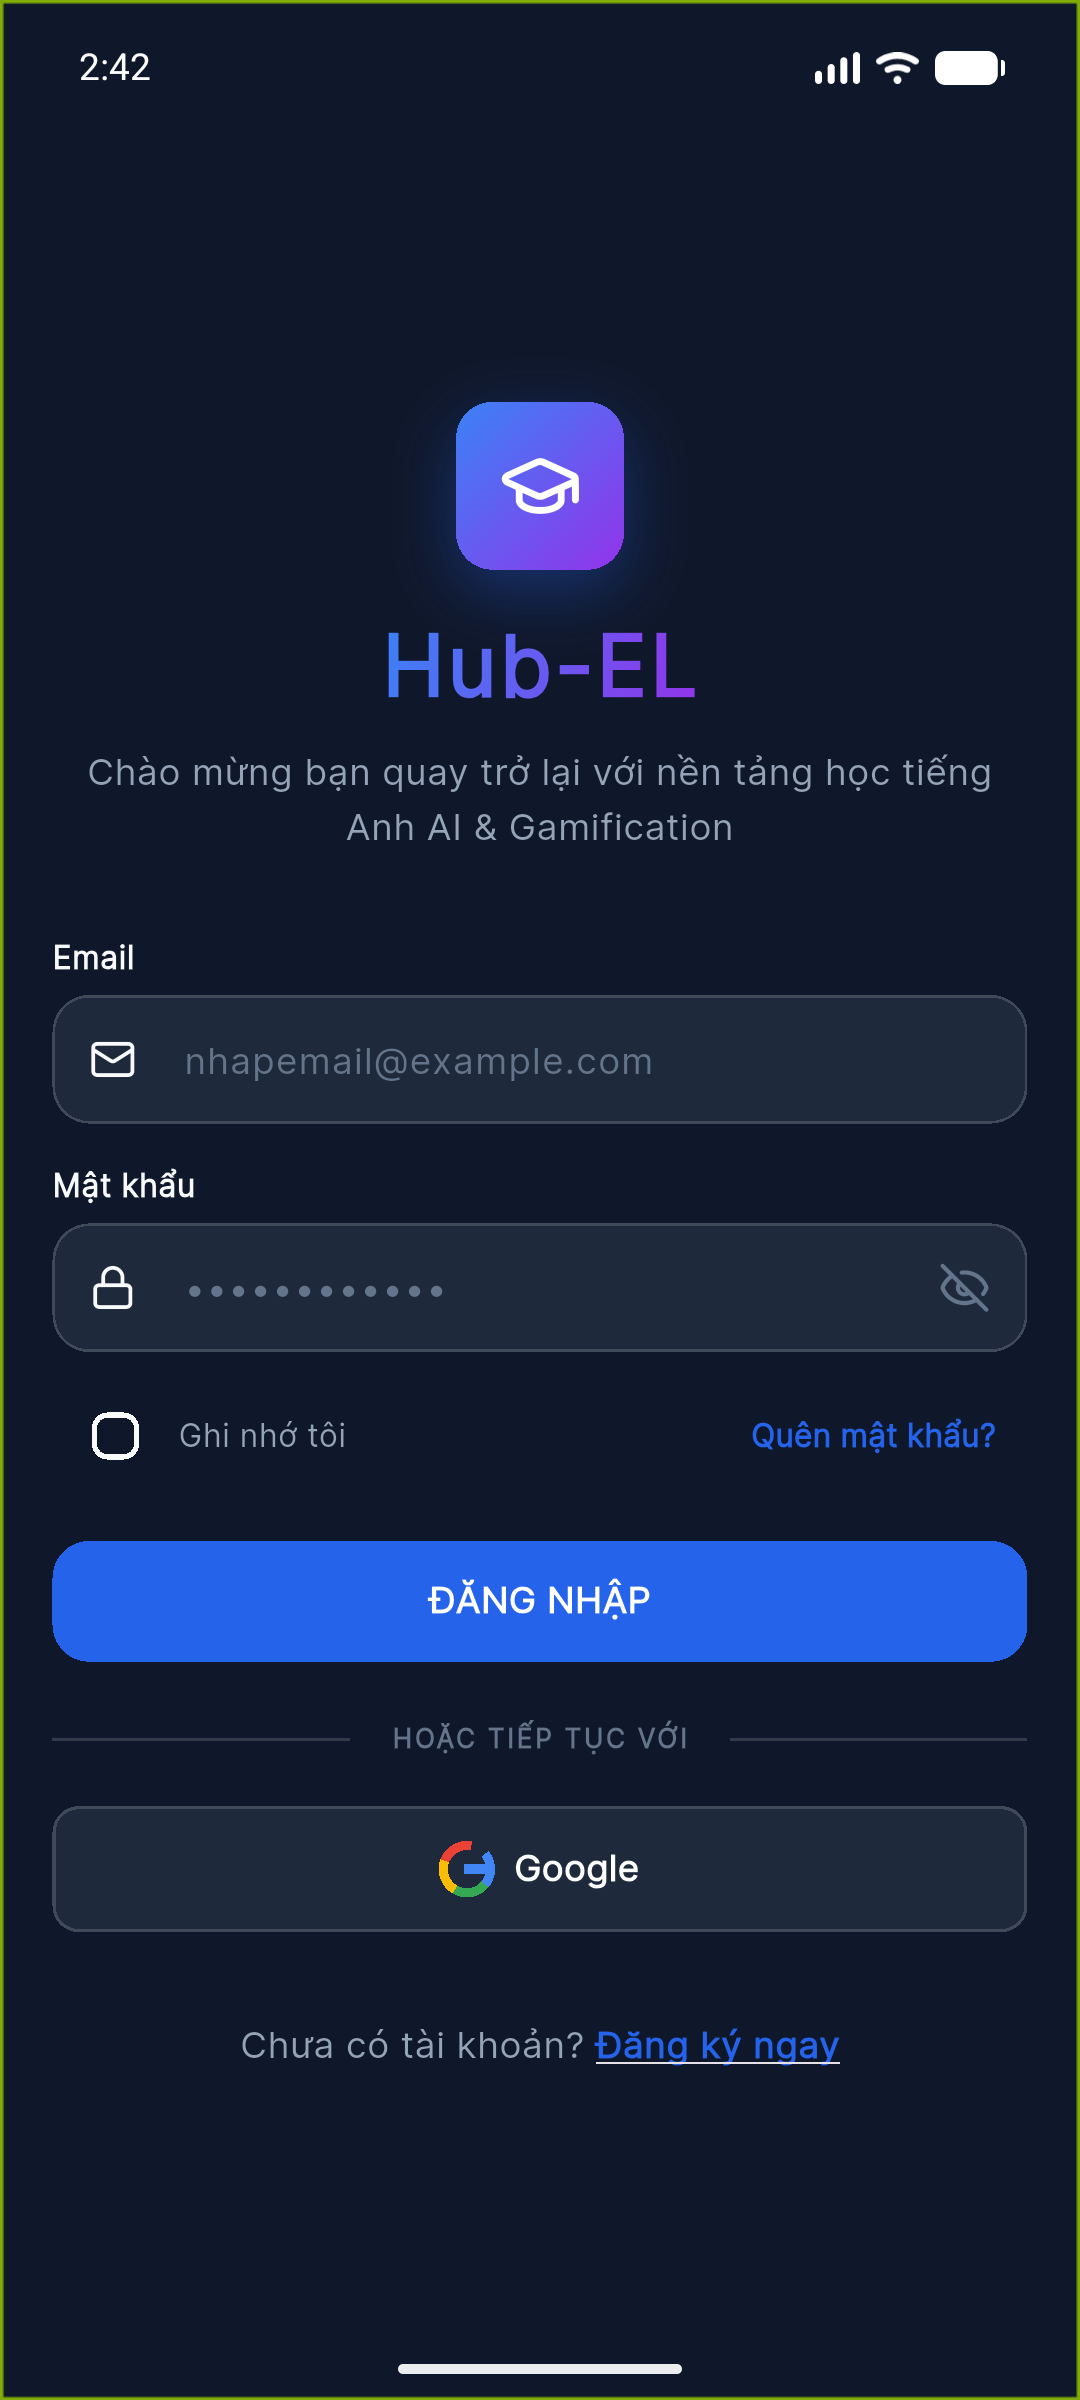 2:42
Hub-EL
Chào mừng bạn quay trở lại với nền tảng học tiếng
Anh AI & Gamification
Email
nhapemail@example.com
Mật khẩu
••••••••••••
Ghi nhớ tôi
Quên mật khẩu?
ĐĂNG NHẬP
HOẶC TIẾP TỤC VỚI
Google
Chưa có tài khoản? Đăng ký ngay